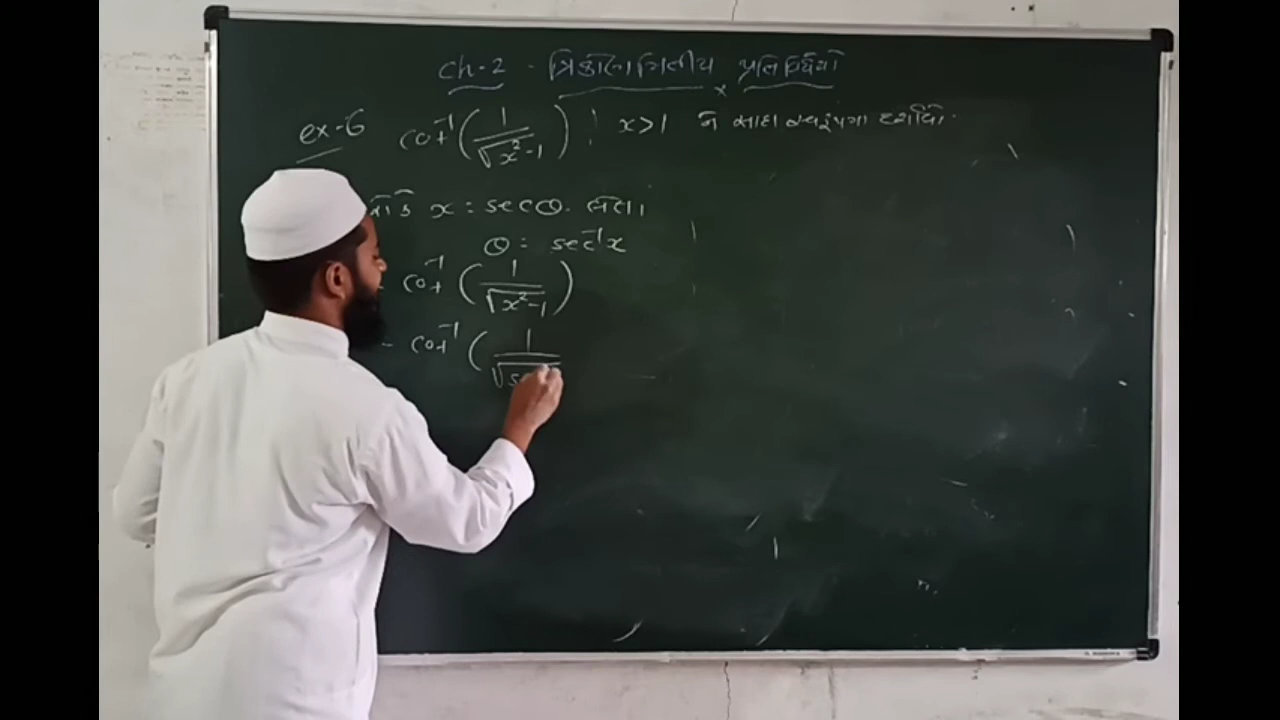 Ch-2 - ત્રિકોણમિતીય પ્રતિવિધેયો
ex-6 cot⁻¹(1/√x²-1) ; x>1 ને સાદા સ્વરૂપમાં દર્શાવો.
x = secθ લેતા
θ = sec⁻¹x
cot⁻¹(1/√x²-1)
= cot⁻¹(1/√se